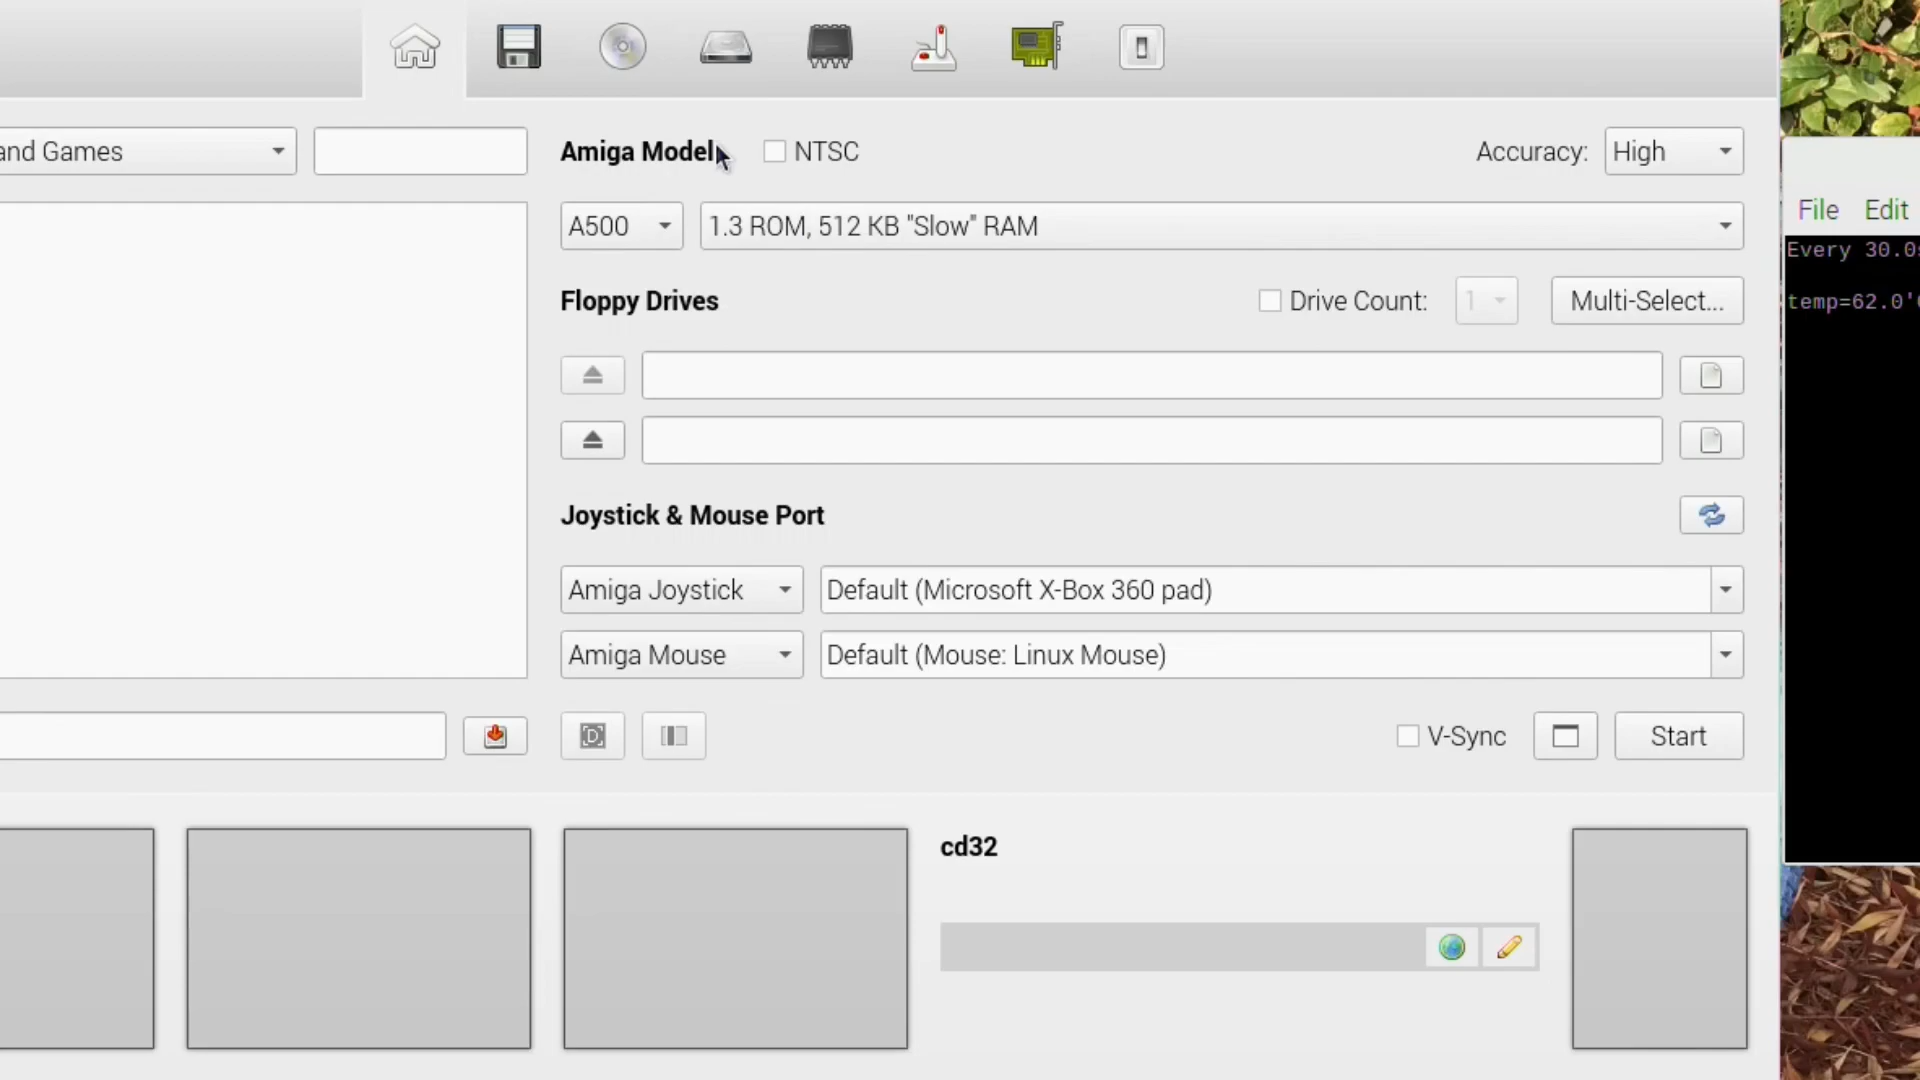 and Games
Amiga Model
NTSC
Accuracy:
High
A500
1.3 ROM, 512 KB "Slow" RAM
File Edit
Every 30.0s
temp=62.0'
Floppy Drives
Drive Count:
1
Multi-Select...
Joystick & Mouse Port
Amiga Joystick
Default (Microsoft X-Box 360 pad)
Amiga Mouse
Default (Mouse: Linux Mouse)
V-Sync
Start
cd32